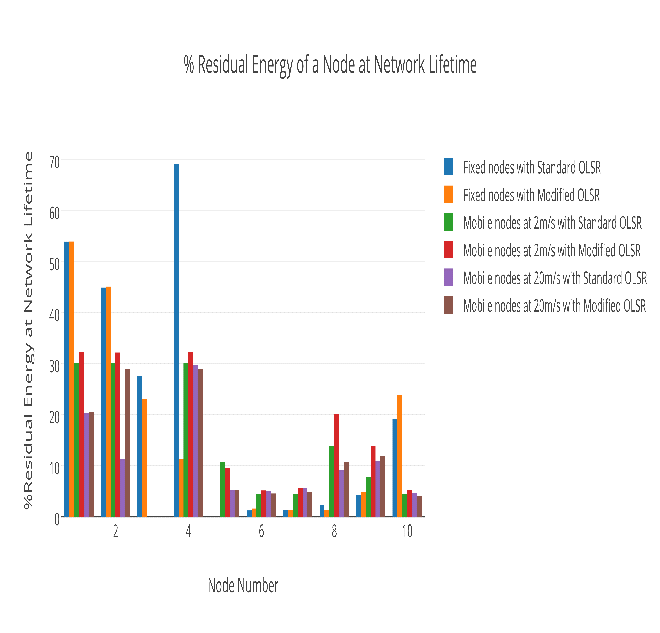 % Residual Energy of a Node at Network Lifetime
%Residual Energy at Network Lifetime
70
60
50
40
30
20
10
0
2
4
6
8
10
Node Number
Fixed nodes with Standard OLSR
Fixed nodes with Modified OLSR
Mobile nodes at 2m/s with Standard OLSR
Mobile nodes at 2m/s with Modified OLSR
Mobile nodes at 20m/s with Standard OLSR
Mobile nodes at 20m/s with Modified OLSR